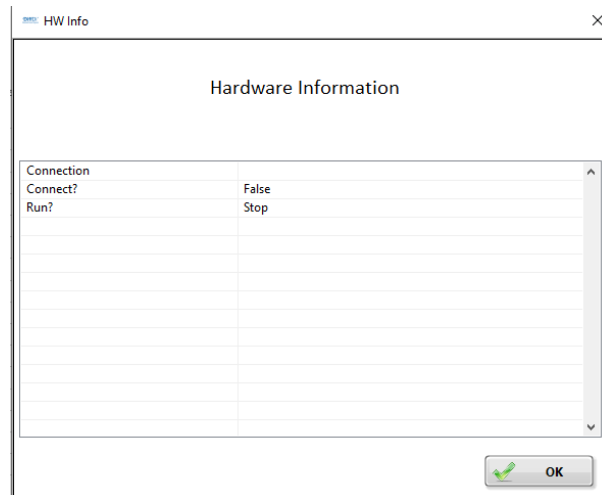 HW Info
Hardware Information
Connection
Connect? False
Run? Stop
OK